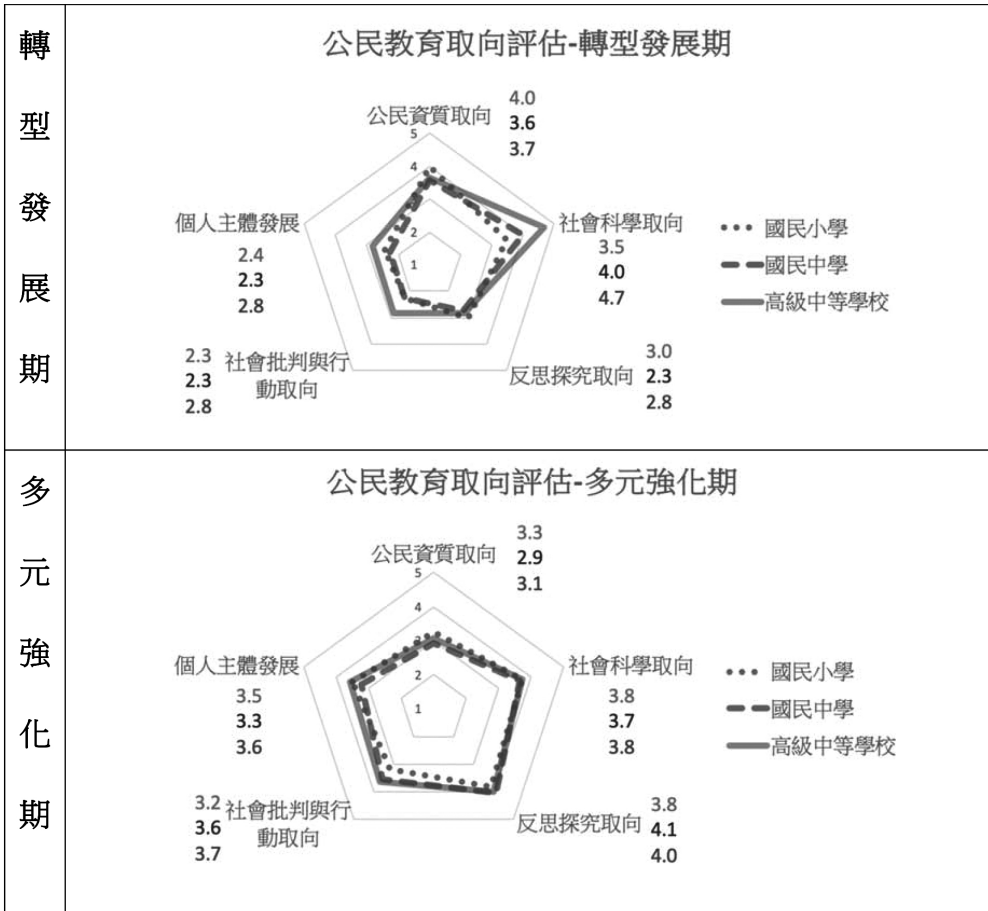 轉型發展期
公民教育取向評估-轉型發展期
4.0
3.6
3.7
公民資質取向
5
4
2
1
社會科學取向
3.5
4.0
4.7
反思探究取向
3.0
2.3
2.8
社會批判與行
動取向
2.3
2.3
2.8
個人主體發展
2.4
2.3
2.8
國民小學
國民中學
高級中等學校
多元強化期
公民教育取向評估-多元強化期
3.3
2.9
3.1
公民資質取向
5
4
3
2
1
社會科學取向
3.8
3.7
3.8
反思探究取向
3.8
4.1
4.0
社會批判與行
動取向
3.2
3.6
3.7
個人主體發展
3.5
3.3
3.6
國民小學
國民中學
高級中等學校